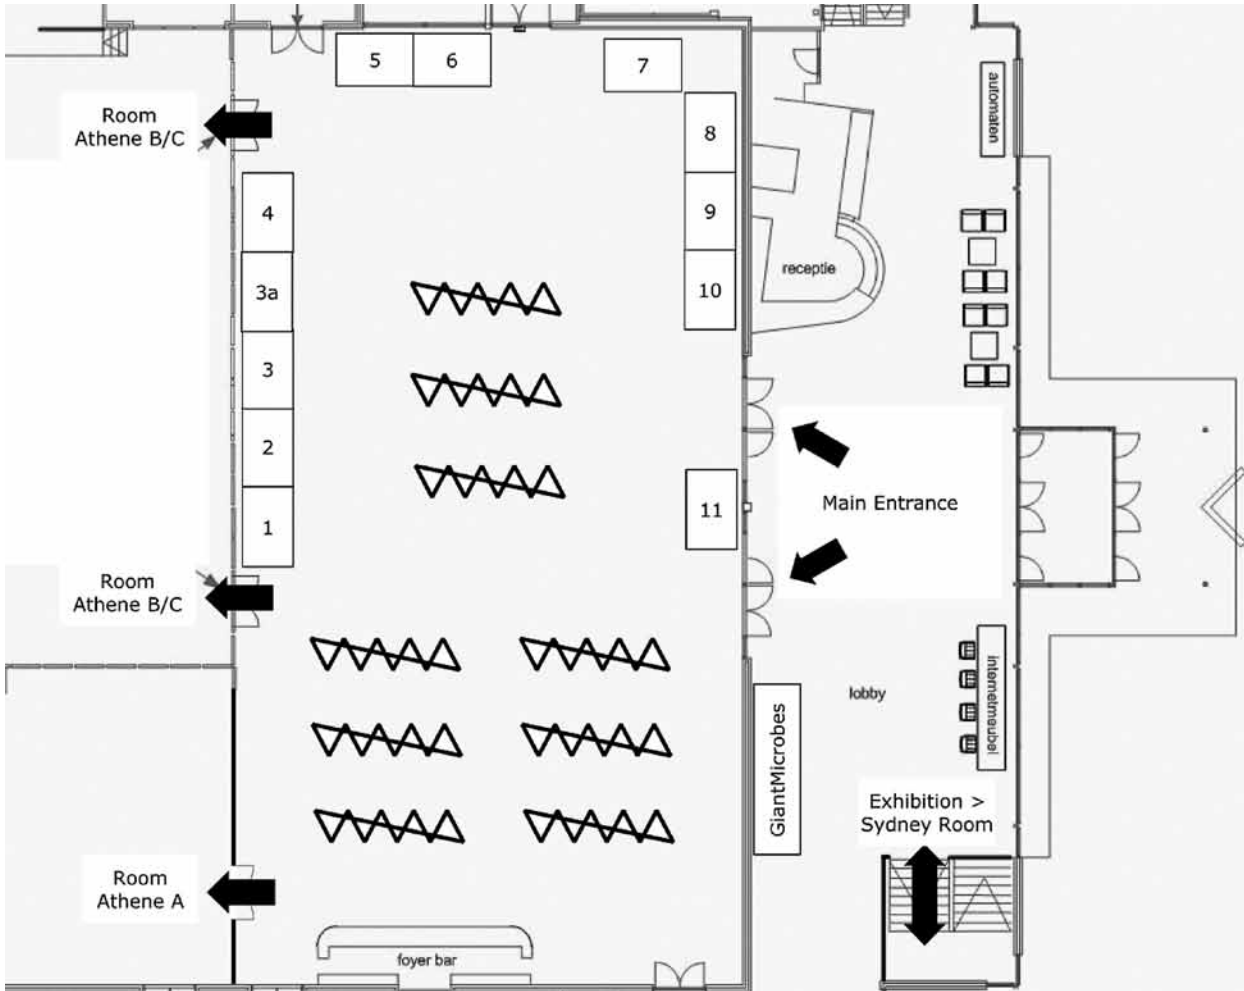 5
6
7
automaten
Room
Athene B/C
8
4
9
receptie
3a
10
3
2
11
Main Entrance
1
Room
Athene B/C
lobby
internetmeubel
GiantMicrobes
Exhibition >
Sydney Room
Room
Athene A
foyer bar